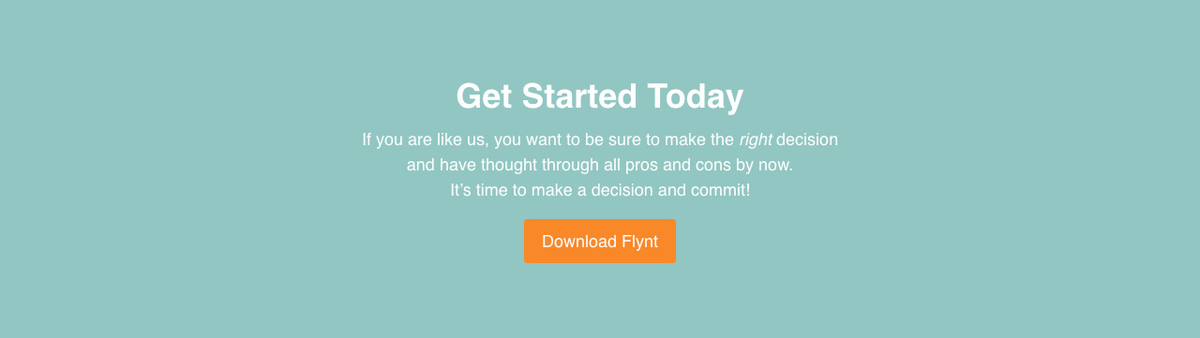 Get Started Today
If you are like us, you want to be sure to make the right decision
and have thought through all pros and cons by now.
It’s time to make a decision and commit!
Download Flynt